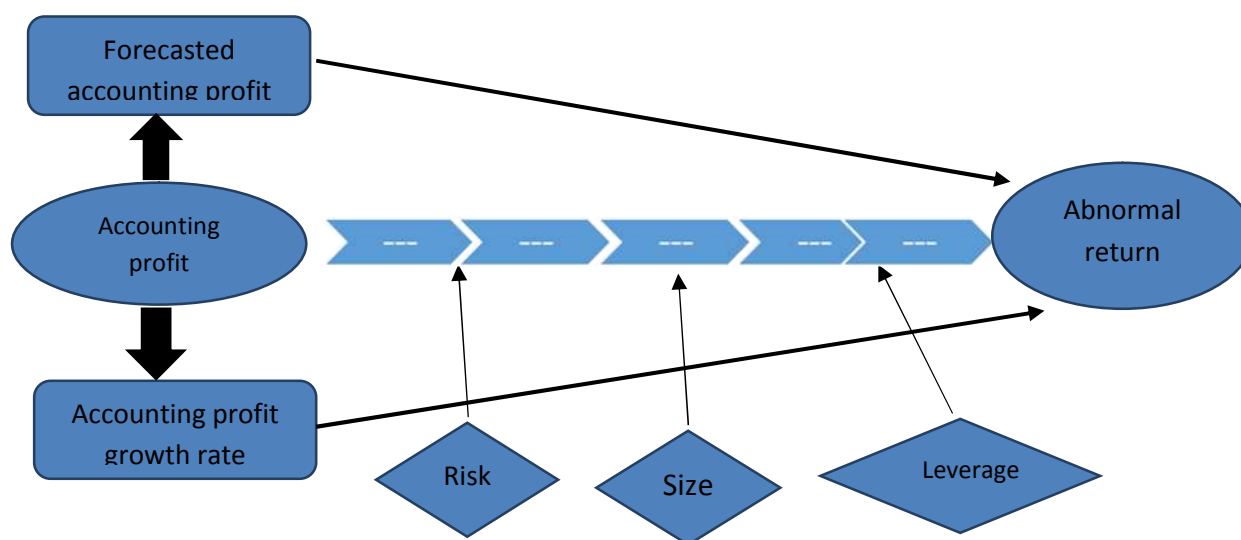 Forecasted
accounting profit
Accounting
profit
--- --- --- --- ---
Abnormal
return
Accounting profit
growth rate
Risk
Size
Leverage